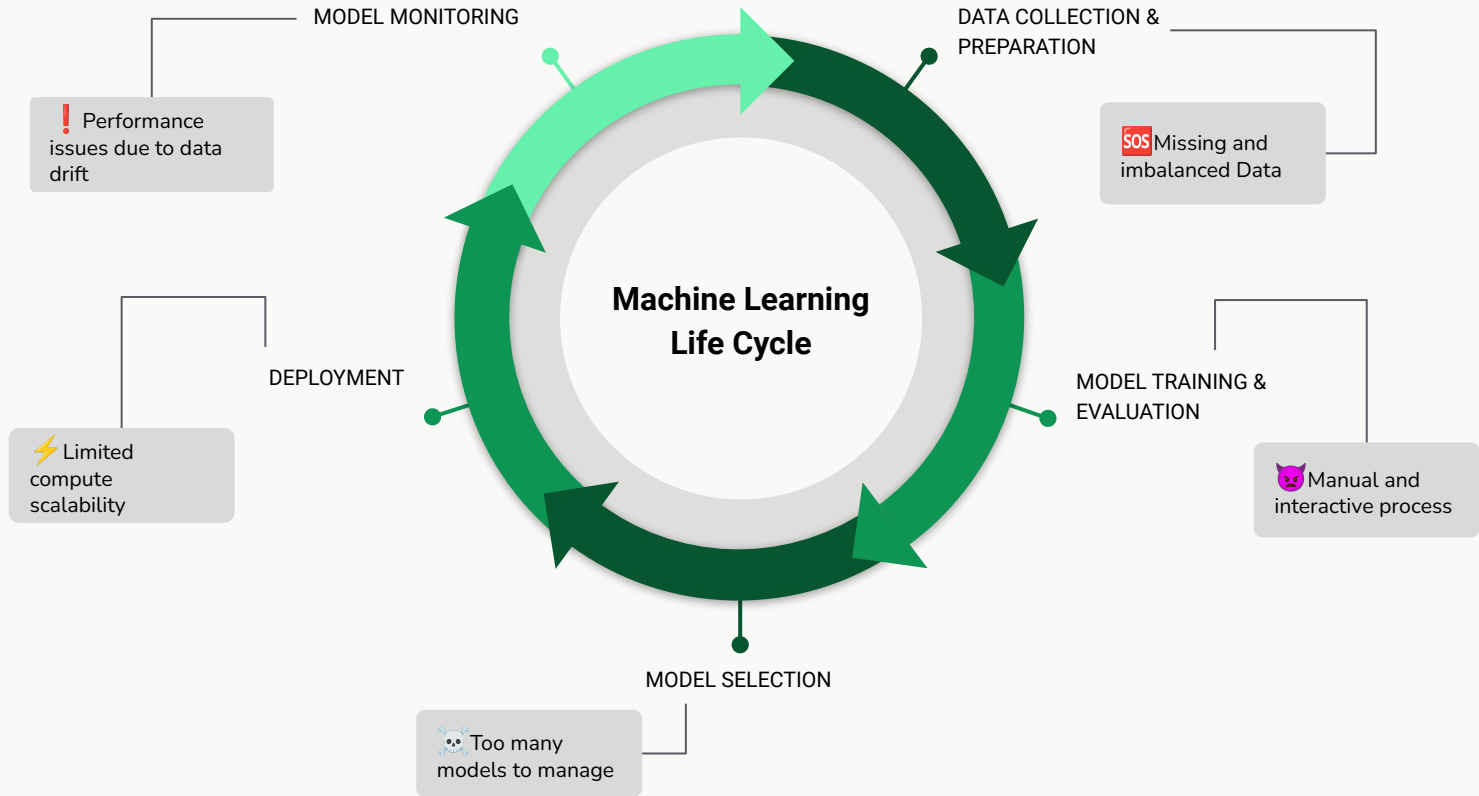 MODEL MONITORING
DATA COLLECTION &
PREPARATION
❗ Performance
issues due to data
drift
🆘Missing and
imbalanced Data
Machine Learning
Life Cycle
DEPLOYMENT
MODEL TRAINING &
EVALUATION
⚡Limited
compute
scalability
👿Manual and
interactive process
MODEL SELECTION
☠️Too many
models to manage